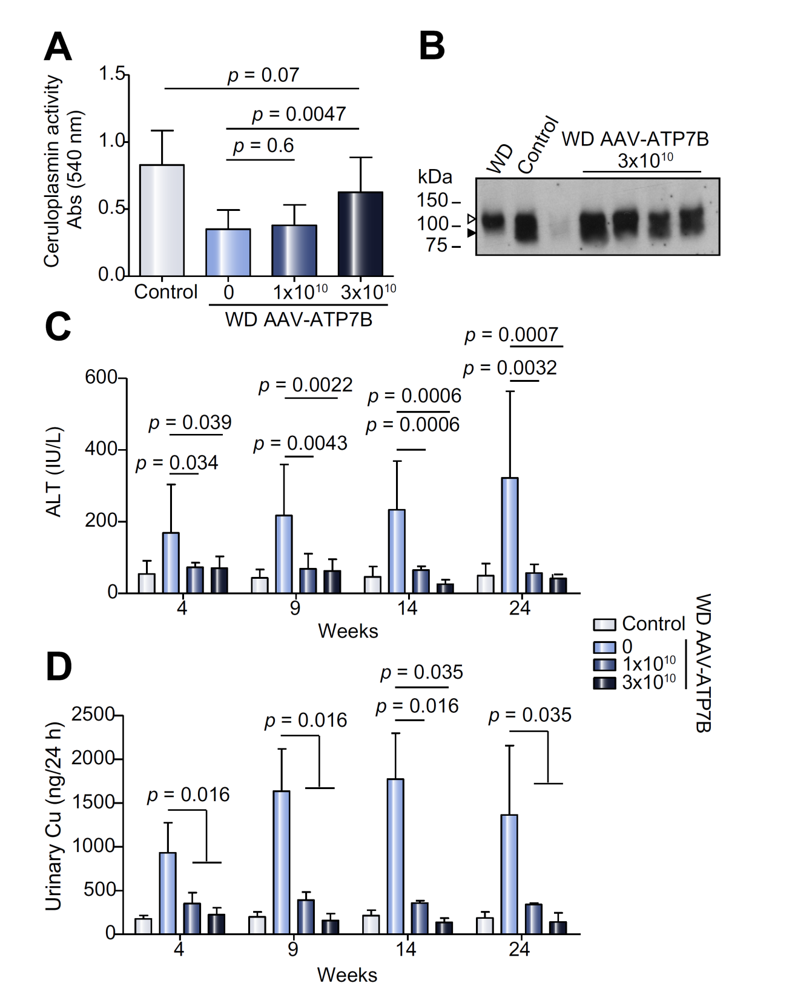 A
Ceruloplasmin activity
Abs (540 nm)
1.5
1.0
0.5
0.0
p = 0.07
p = 0.0047
p = 0.6
Control
0
1x10¹⁰
3x10¹⁰
WD AAV-ATP7B
B
WD
Control
WD AAV-ATP7B
3x10¹⁰
kDa
150
100
75
C
ALT (IU/L)
600
400
200
0
p = 0.034
p = 0.039
p = 0.0043
p = 0.0022
p = 0.0006
p = 0.0006
p = 0.0032
p = 0.0007
4
9
14
24
Weeks
Control
0
1x10¹⁰
3x10¹⁰
WD AAV-ATP7B
D
Urinary Cu (ng/24 h)
2500
2000
1500
1000
500
0
p = 0.016
p = 0.016
p = 0.035
p = 0.016
p = 0.035
4
9
14
24
Weeks